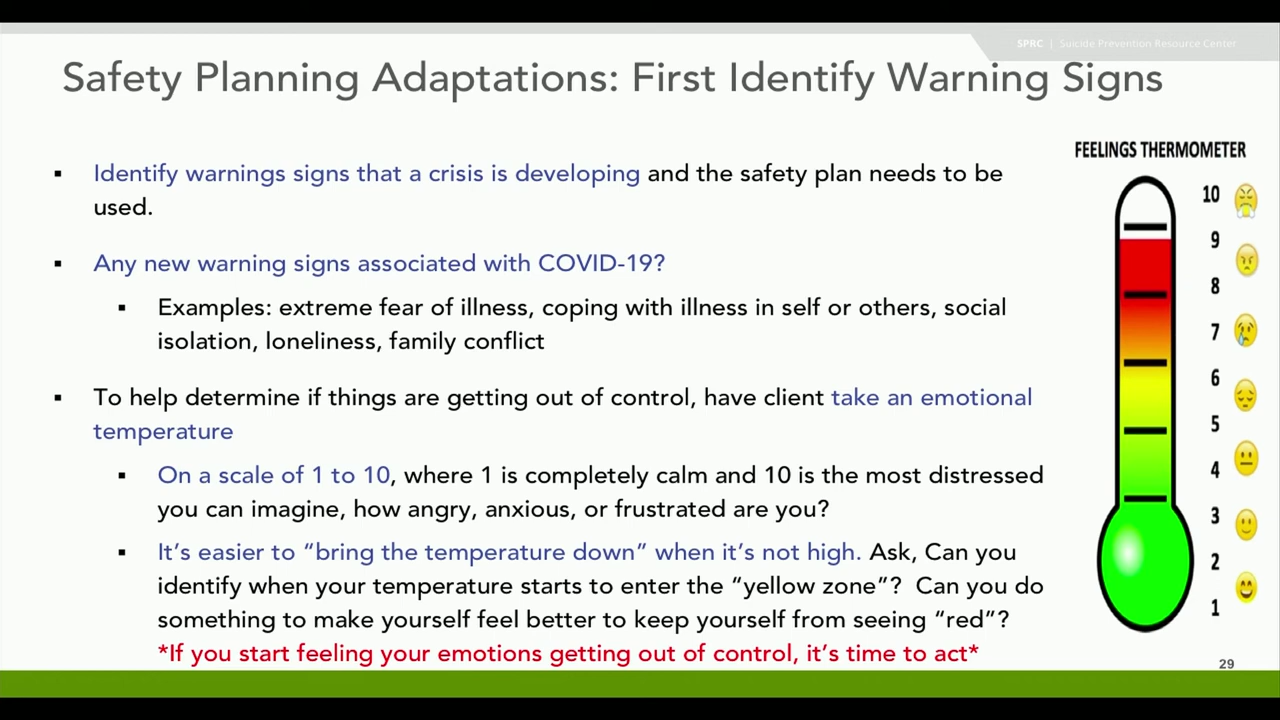 SPRC | Suicide Prevention Resource Center
Safety Planning Adaptations: First Identify Warning Signs
▪ Identify warnings signs that a crisis is developing and the safety plan needs to be
used.
▪ Any new warning signs associated with COVID-19?
▪ Examples: extreme fear of illness, coping with illness in self or others, social
isolation, loneliness, family conflict
▪ To help determine if things are getting out of control, have client take an emotional
temperature
▪ On a scale of 1 to 10, where 1 is completely calm and 10 is the most distressed
you can imagine, how angry, anxious, or frustrated are you?
▪ It’s easier to “bring the temperature down” when it’s not high. Ask, Can you
identify when your temperature starts to enter the “yellow zone”?  Can you do
something to make yourself feel better to keep yourself from seeing “red”?
*If you start feeling your emotions getting out of control, it’s time to act*
FEELINGS THERMOMETER
10
9
8
7
6
5
4
3
2
1
29